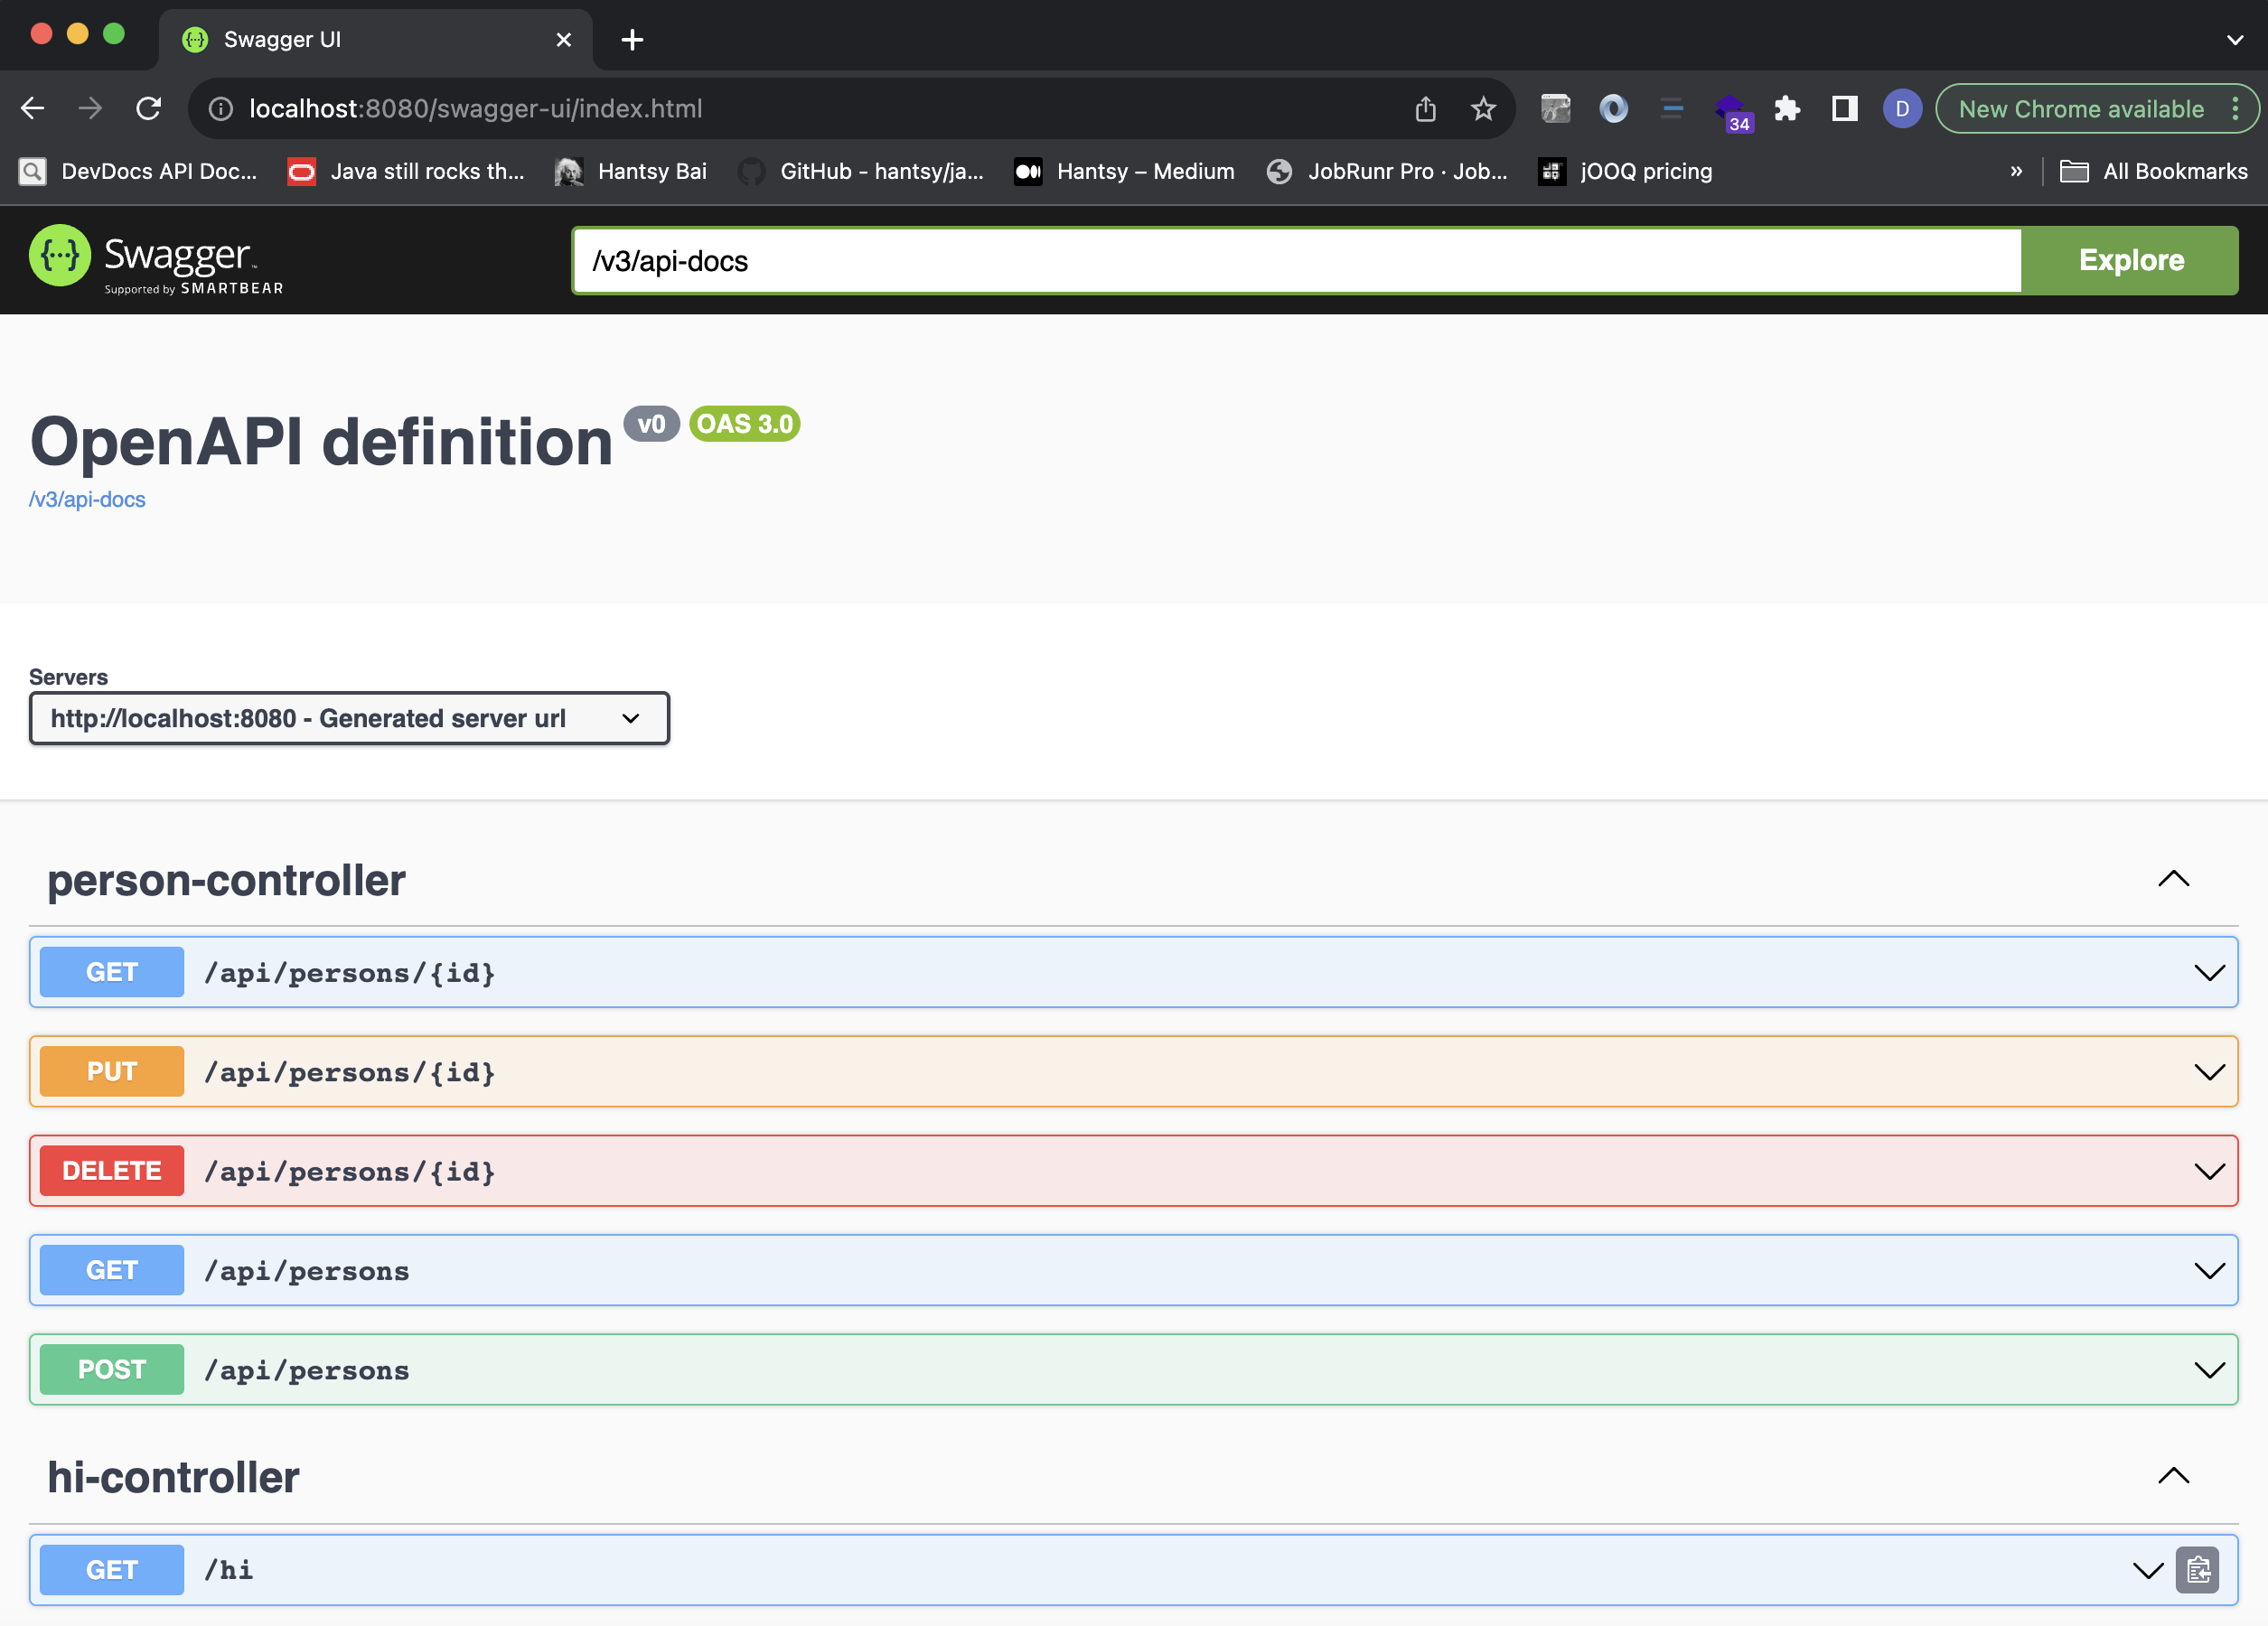 Swagger UI
localhost:8080/swagger-ui/index.html
34
D
New Chrome available
DevDocs API Doc...
Java still rocks th...
Hantsy Bai
GitHub - hantsy/ja...
Hantsy – Medium
JobRunr Pro · Job...
jOOQ pricing
»
All Bookmarks
Swagger™
Supported by SMARTBEAR
/v3/api-docs
Explore
OpenAPI definition v0 OAS 3.0
/v3/api-docs
Servers
http://localhost:8080 - Generated server url
person-controller
GET /api/persons/{id}
PUT /api/persons/{id}
DELETE /api/persons/{id}
GET /api/persons
POST /api/persons
hi-controller
GET /hi